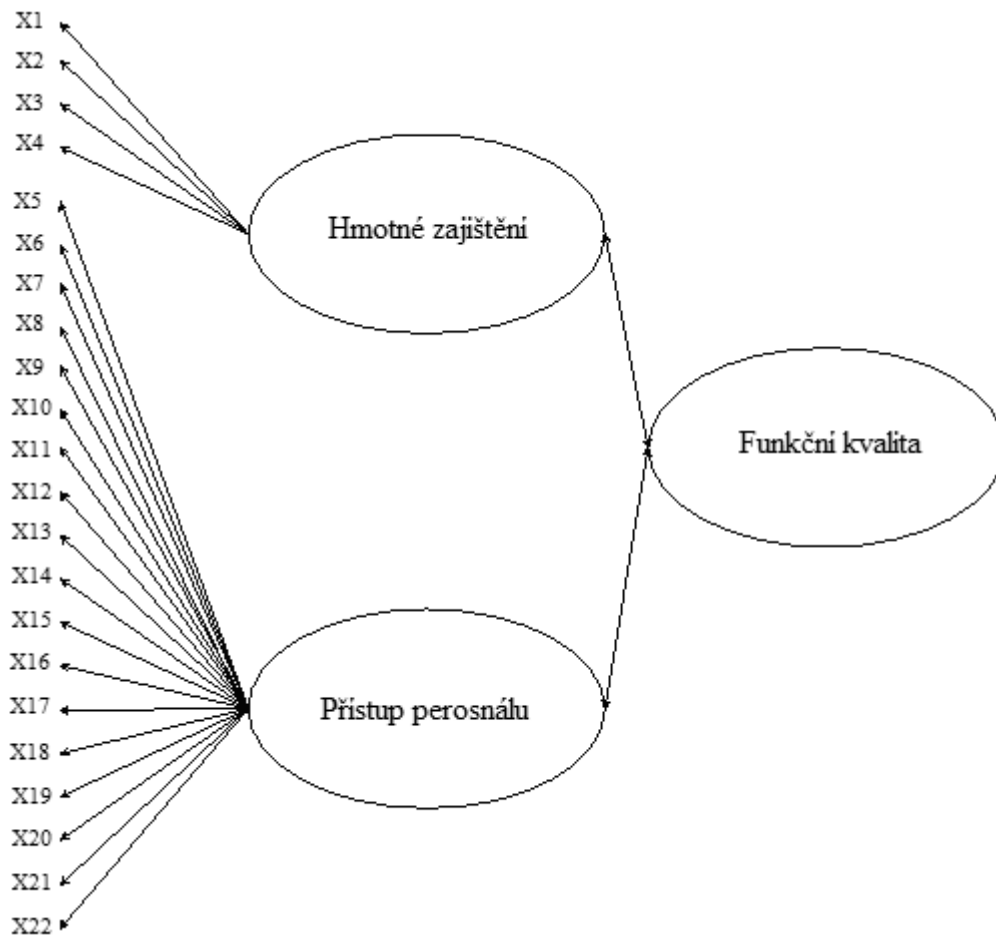 X1
X2
X3
X4
X5
X6
X7
X8
X9
X10
X11
X12
X13
X14
X15
X16
X17
X18
X19
X20
X21
X22
Hmotné zajištění
Přístup perosnálu
Funkční kvalita